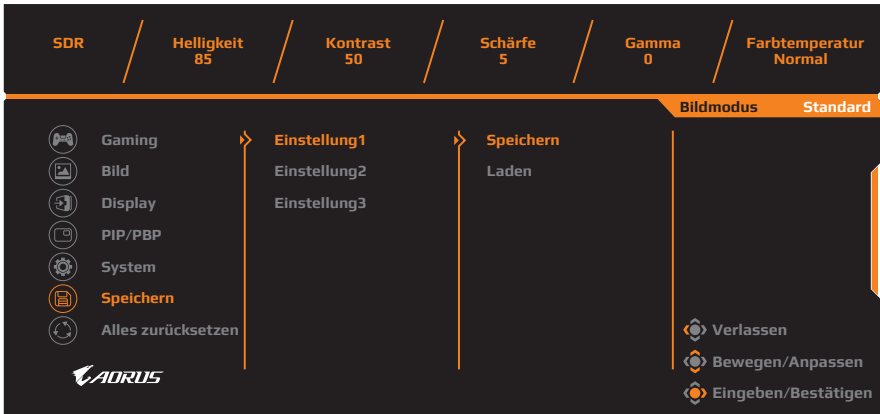 SDR
Helligkeit
85
Kontrast
50
Schärfe
5
Gamma
0
Farbtemperatur
Normal
Bildmodus Standard
Gaming
Bild
Display
PIP/PBP
System
Speichern
Alles zurücksetzen
Einstellung1
Einstellung2
Einstellung3
Speichern
Laden
Verlassen
Bewegen/Anpassen
Eingeben/Bestätigen
AORUS